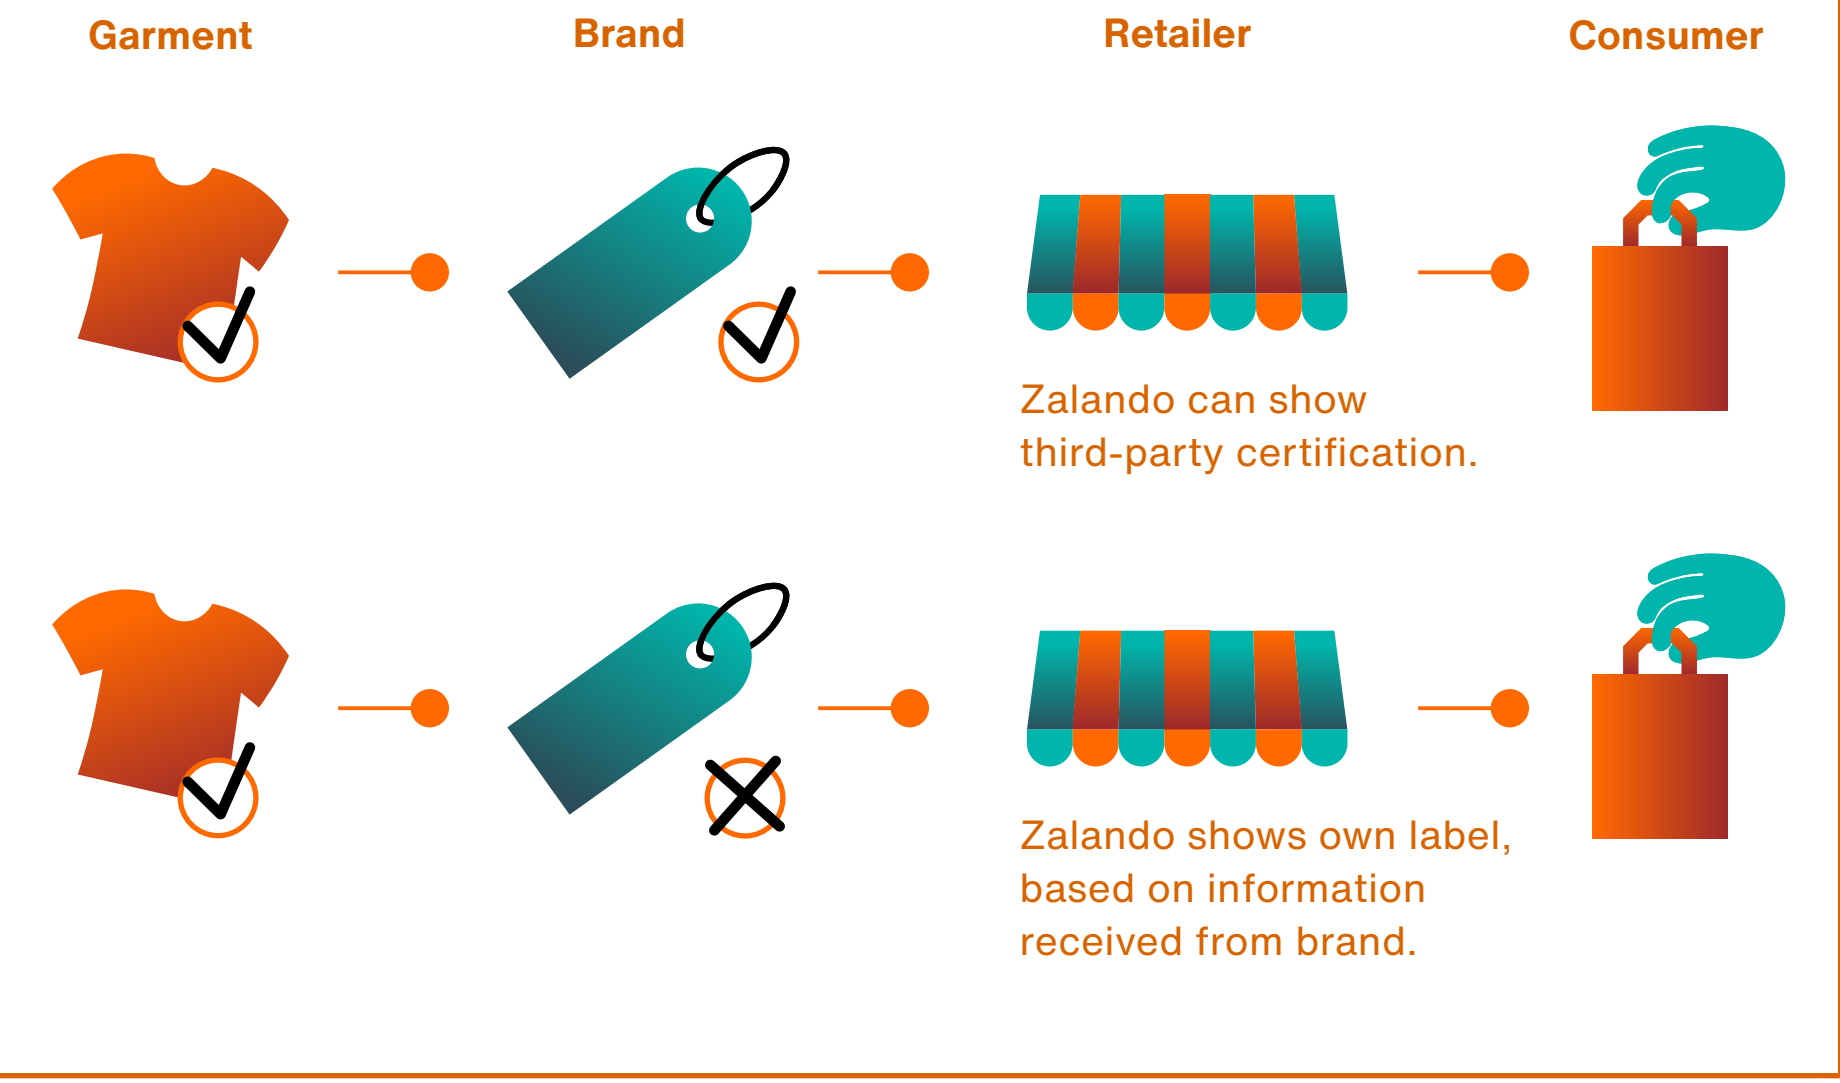 Garment
Brand
Retailer
Consumer
Zalando can show
third-party certification.
Zalando shows own label,
based on information
received from brand.